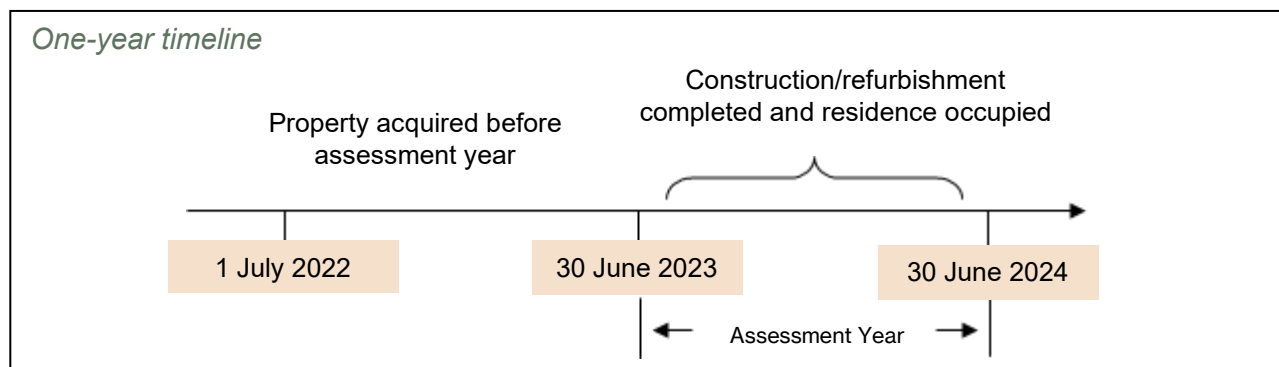 One-year timeline
Construction/refurbishment
completed and residence occupied
Property acquired before
assessment year
1 July 2022
30 June 2023
30 June 2024
Assessment Year